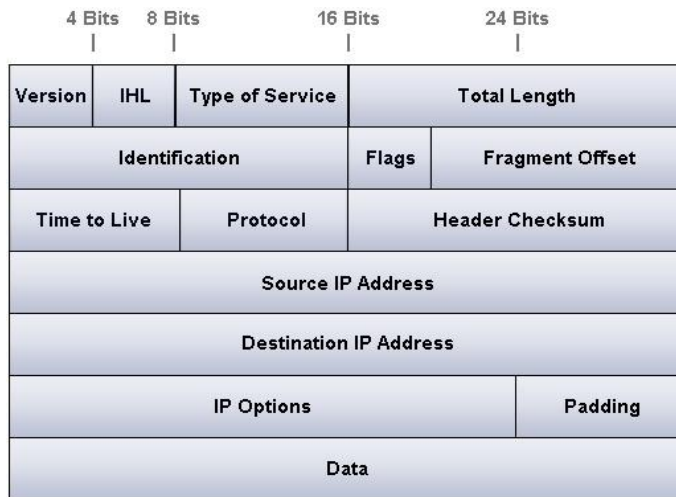 4 Bits 8 Bits 16 Bits 24 Bits
Version IHL Type of Service Total Length
Identification Flags Fragment Offset
Time to Live Protocol Header Checksum
Source IP Address
Destination IP Address
IP Options Padding
Data